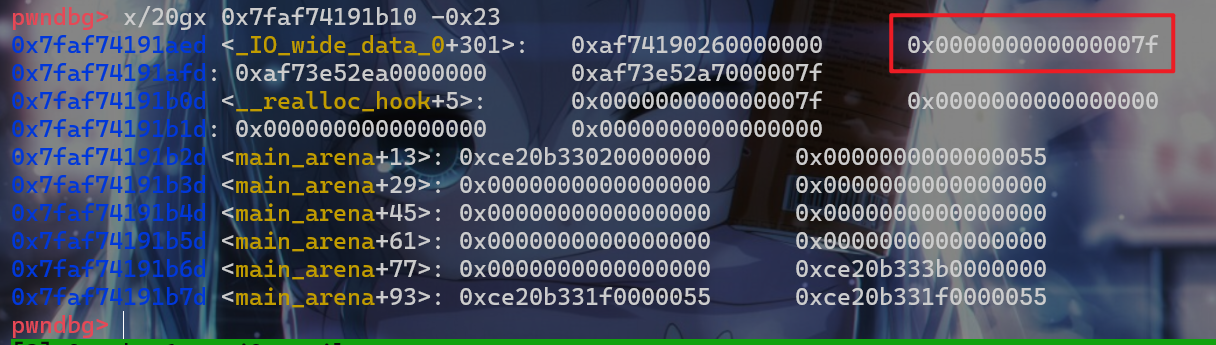 pwndbg> x/20gx 0x7faf74191b10 -0x23
0x7faf74191aed <_IO_wide_data_0+301>: 0xaf74190260000000 0x000000000000007f
0x7faf74191afd: 0xaf73e52ea0000000 0xaf73e52a7000007f
0x7faf74191b0d <__realloc_hook+5>: 0x000000000000007f 0x0000000000000000
0x7faf74191b1d: 0x0000000000000000 0x0000000000000000
0x7faf74191b2d <main_arena+13>: 0xce20b33020000000 0x0000000000000055
0x7faf74191b3d <main_arena+29>: 0x0000000000000000 0x0000000000000000
0x7faf74191b4d <main_arena+45>: 0x0000000000000000 0x0000000000000000
0x7faf74191b5d <main_arena+61>: 0x0000000000000000 0x0000000000000000
0x7faf74191b6d <main_arena+77>: 0x0000000000000000 0xce20b333b0000000
0x7faf74191b7d <main_arena+93>: 0xce20b331f0000055 0x0000000000000055
pwndbg>